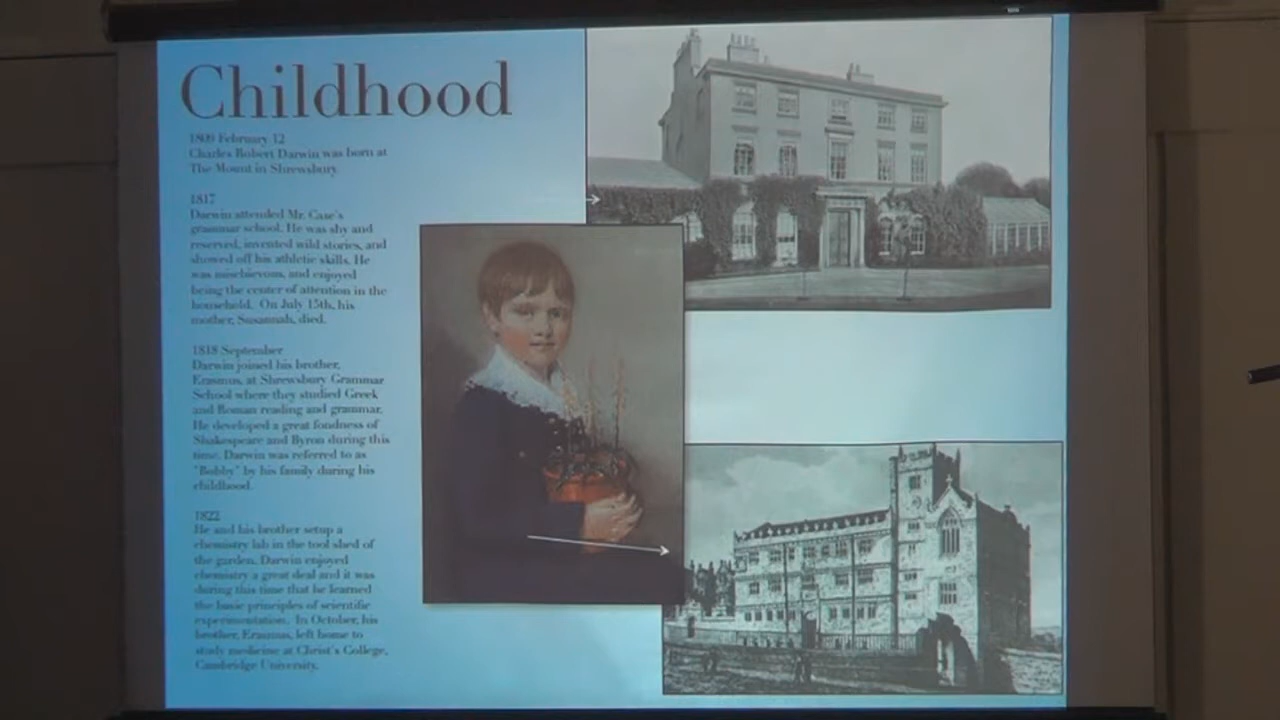 Childhood
1809 February 12
Charles Robert Darwin was born at
The Mount in Shrewsbury
1817
Darwin attended Mr. Case's
grammar school. He was shy and
reserved, invented wild stories, and
showed off his athletic skills. He
was mischievous, and enjoyed
being the center of attention in the
household. On July 15th, his
mother, Susannah, died.
1818 September
Darwin joined his brother,
Erasmus, at Shrewsbury Grammar
School where they studied Greek
and Roman reading and grammar.
He developed a great fondness of
Shakespeare and Byron during this
time. Darwin was referred to as
"Bobby" by his family during his
childhood.
1822
He and his brother setup a
chemistry lab in the tool shed of
the garden. Darwin enjoyed
chemistry a great deal and it was
during this time that he learned
the basic principles of scientific
experimentation. In October, his
brother, Erasmus, left home to
study medicine at Christ's College,
Cambridge University.